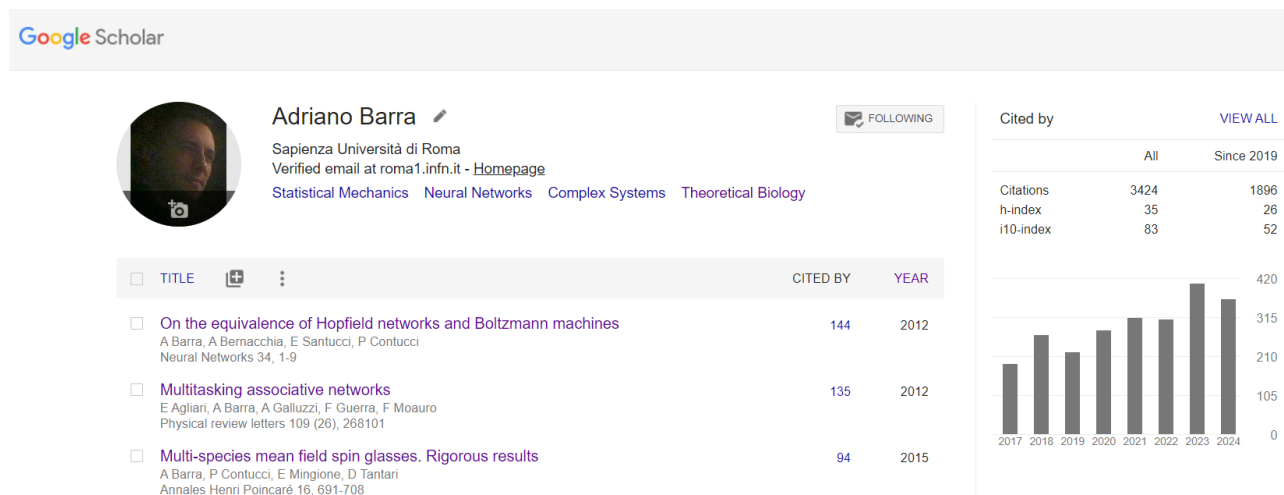 Google Scholar
Adriano Barra
FOLLOWING
Sapienza Universitá di Roma
Verified email at roma1.infn.it - Homepage
Statistical Mechanics Neural Networks Complex Systems Theoretical Biology
TITLE CITED BY YEAR
On the equivalence of Hopfield networks and Boltzmann machines 144 2012
A Barra, A Bernacchia, E Santucci, P Contucci
Neural Networks 34, 1-9
Multitasking associative networks 135 2012
E Agliari, A Barra, A Galluzzi, F Guerra, F Moauro
Physical review letters 109 (26), 268101
Multi-species mean field spin glasses. Rigorous results 94 2015
A Barra, P Contucci, E Mingione, D Tantari
Annales Henri Poincaré 16, 691-708
Cited by VIEW ALL
All Since 2019
Citations 3424 1896
h-index 35 26
i10-index 83 52
420
315
210
105
0
2017 2018 2019 2020 2021 2022 2023 2024